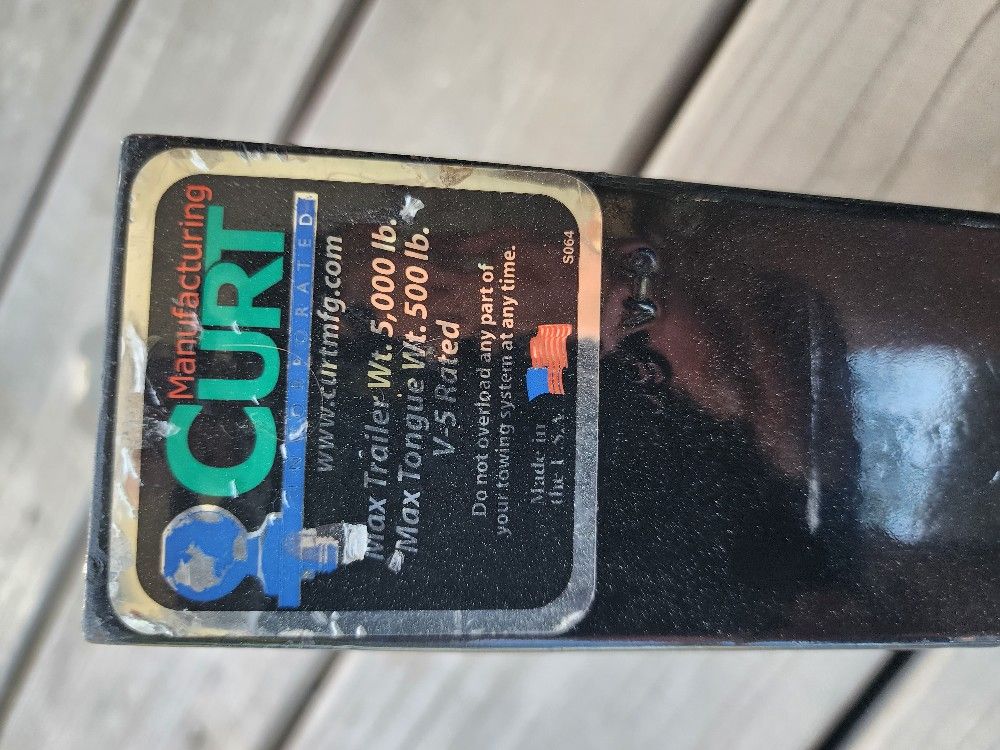 Manufacturing
CURT
INCORPORATED
www.curtmfg.com
Max Trailer Wt. 5,000 lb.
Max Tongue Wt. 500 lb.
V-5 Rated
Do not overload any part of
your towing system at any time.
Made in
the U.S.A.
S064